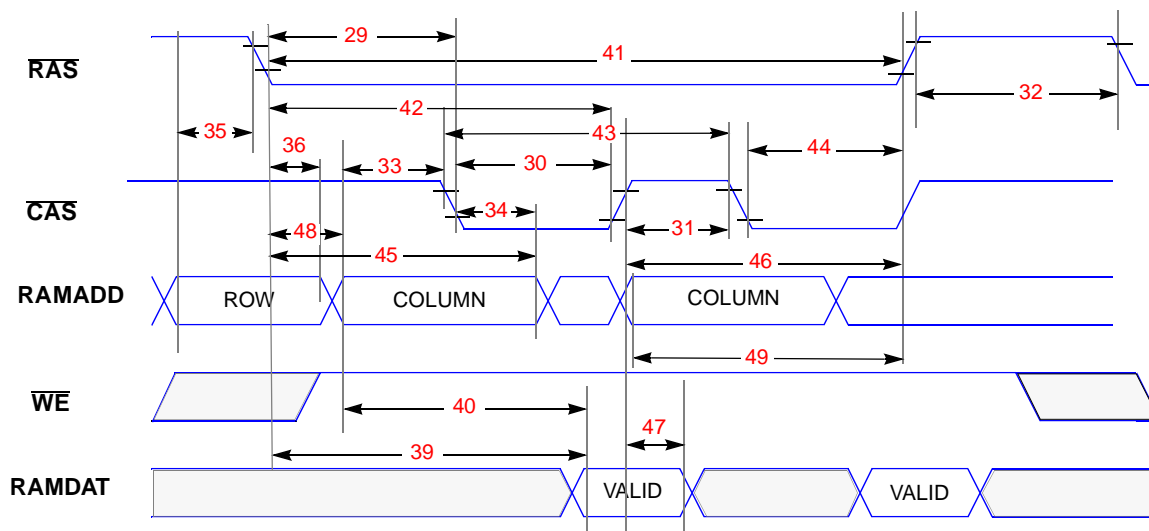 29
RAS
41
32
42
35
43
36
33
30
44
CAS
34
48
31
45
46
RAMADD
ROW
COLUMN
COLUMN
49
WE
40
47
39
RAMDAT
VALID
VALID